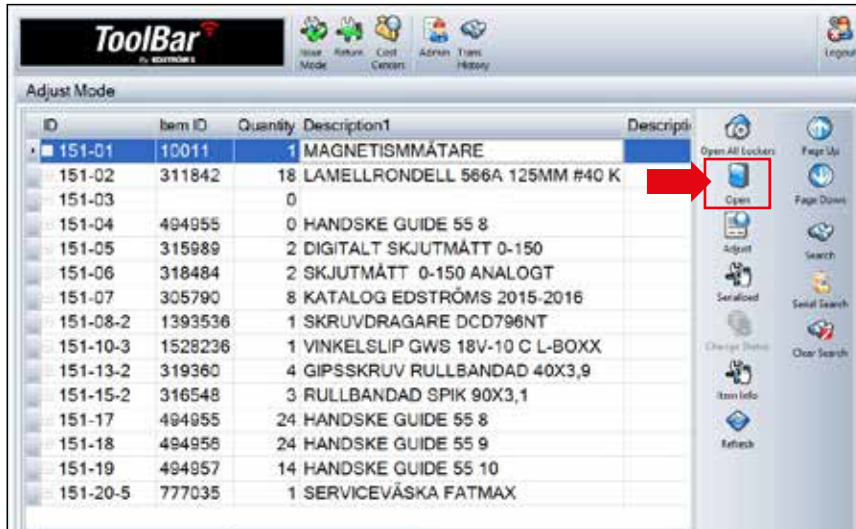 ToolBar
By EDSTRÖMS
Issue Mode
Return
Cost Centers
Admin
Trans History
Logout
Adjust Mode
ID Item ID Quantity Description1 Descripti
151-01 10011 1 MAGNETISMMÄTARE
151-02 311842 18 LAMELLRONDELL 566A 125MM #40 K
151-03 0
151-04 494955 0 HANDSKE GUIDE 55 8
151-05 315989 2 DIGITALT SKJUTMÅTT 0-150
151-06 318484 2 SKJUTMÅTT 0-150 ANALOGT
151-07 305790 8 KATALOG EDSTRÖMS 2015-2016
151-08-2 1393536 1 SKRUVDRAGARE DCD796NT
151-10-3 1528236 1 VINKELSLIP GWS 18V-10 C L-BOXX
151-13-2 319360 4 GIPSSKRUV RULLBANDAD 40X3,9
151-15-2 316548 3 RULLBANDAD SPIK 90X3,1
151-17 494955 24 HANDSKE GUIDE 55 8
151-18 494956 24 HANDSKE GUIDE 55 9
151-19 494957 14 HANDSKE GUIDE 55 10
151-20-5 777035 1 SERVICEVÄSKA FATMAX
Open All Lockers
Open
Adjust
Serialized
Change Status
Item Info
Refresh
Page Up
Page Down
Search
Serial Search
Clear Search